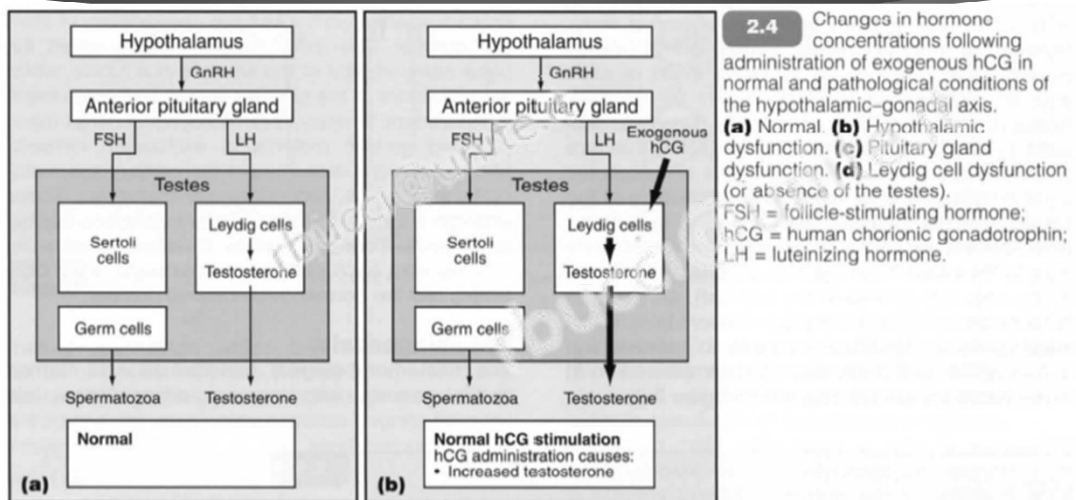 Hypothalamus
GnRH
Anterior pituitary gland
FSH
LH
Testes
Sertoli
cells
Leydig cells
Testosterone
Germ cells
Spermatozoa
Testosterone
Normal
(a)
Hypothalamus
GnRH
Anterior pituitary gland
FSH
LH
Exogenous
hCG
Testes
Sertoli
cells
Leydig cells
Testosterone
Germ cells
Spermatozoa
Testosterone
Normal hCG stimulation
hCG administration causes:
• Increased testosterone
(b)
2.4 Changes in hormone
concentrations following
administration of exogenous hCG in
normal and pathological conditions of
the hypothalamic–gonadal axis.
(a) Normal. (b) Hypothalamic
dysfunction. (c) Pituitary gland
dysfunction. (d) Leydig cell dysfunction
(or absence of the testes).
FSH = follicle-stimulating hormone;
hCG = human chorionic gonadotrophin;
LH = luteinizing hormone.